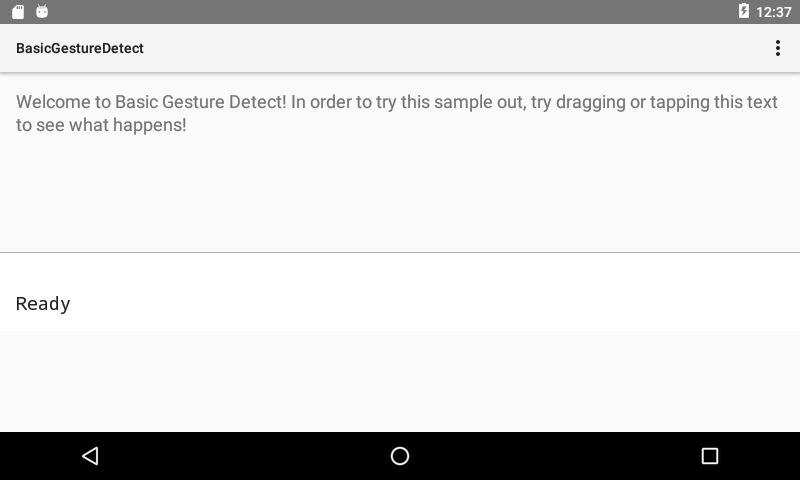 12:37
BasicGestureDetect
Welcome to Basic Gesture Detect! In order to try this sample out, try dragging or tapping this text
to see what happens!
Ready